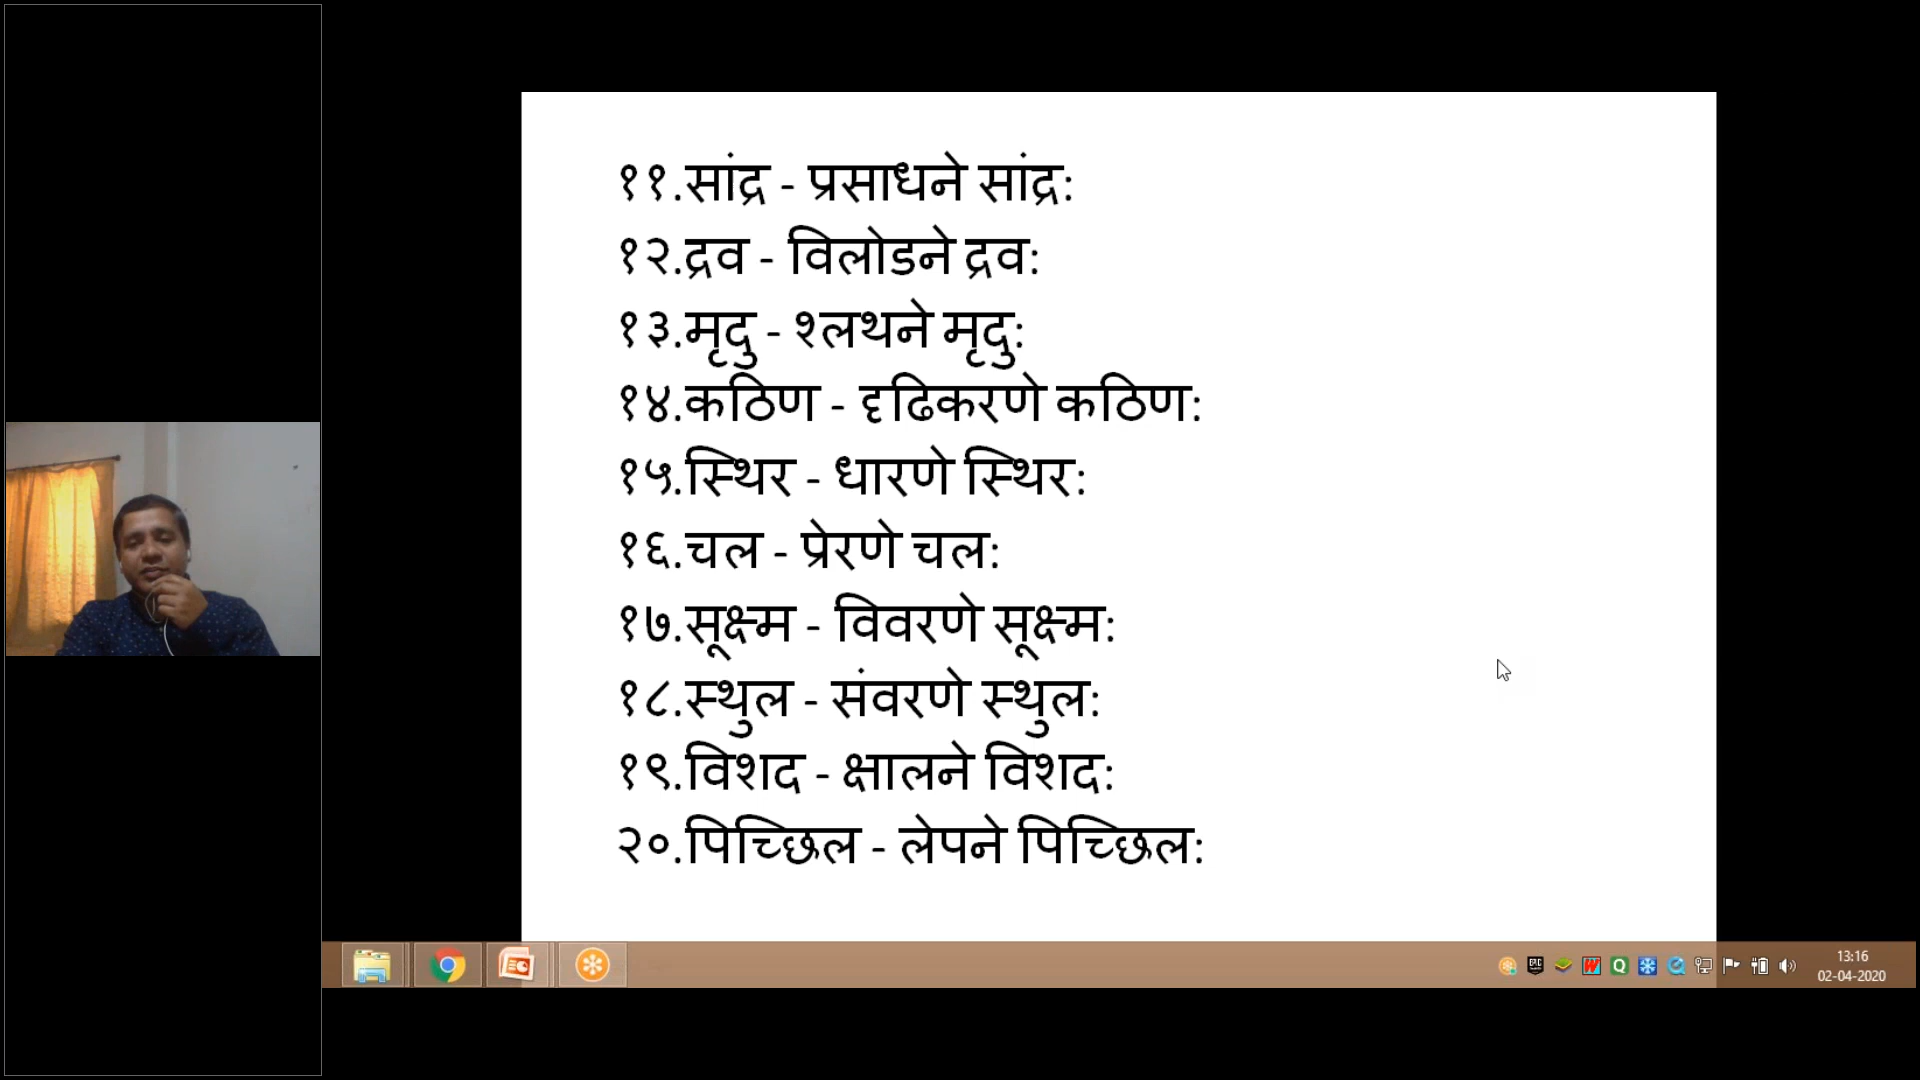 ११.सांद्र - प्रसाधने सांद्र:
१२.द्रव - विलोडने द्रव:
१३.मृदु - श्लथने मृदु:
१४.कठिण - दृढिकरणे कठिण:
१५.स्थिर - धारणे स्थिर:
१६.चल - प्रेरणे चल:
१७.सूक्ष्म - विवरणे सूक्ष्म:
१८.स्थुल - संवरणे स्थुल:
१९.विशद - क्षालने विशद:
२०.पिच्छिल - लेपने पिच्छिल:
13:16
02-04-2020